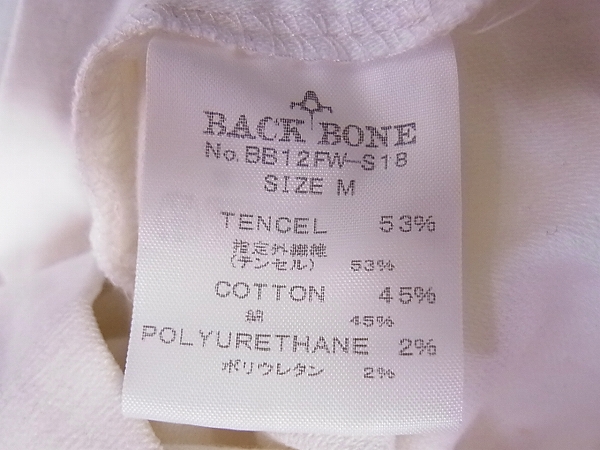 BACK BONE
No. BB12FW-S18
SIZE M
TENCEL 53%
指定外繊維
(テンセル) 53%
COTTON 45%
綿 45%
POLYURETHANE 2%
ポリウレタン 2%